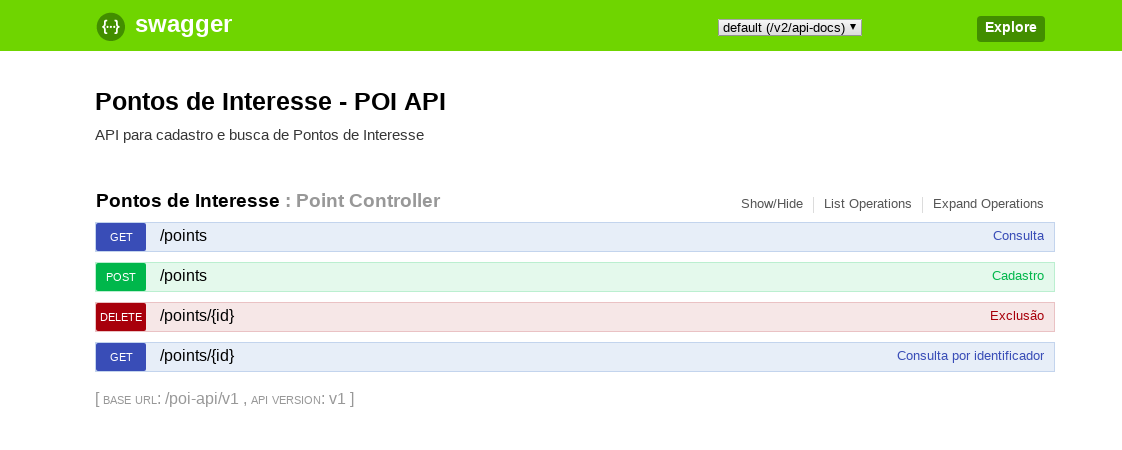 {···} swagger default (/v2/api-docs) Explore
Pontos de Interesse - POI API
API para cadastro e busca de Pontos de Interesse
Pontos de Interesse : Point Controller Show/Hide List Operations Expand Operations
GET /points Consulta
POST /points Cadastro
DELETE /points/{id} Exclusão
GET /points/{id} Consulta por identificador
[ BASE URL: /poi-api/v1 , API VERSION: v1 ]